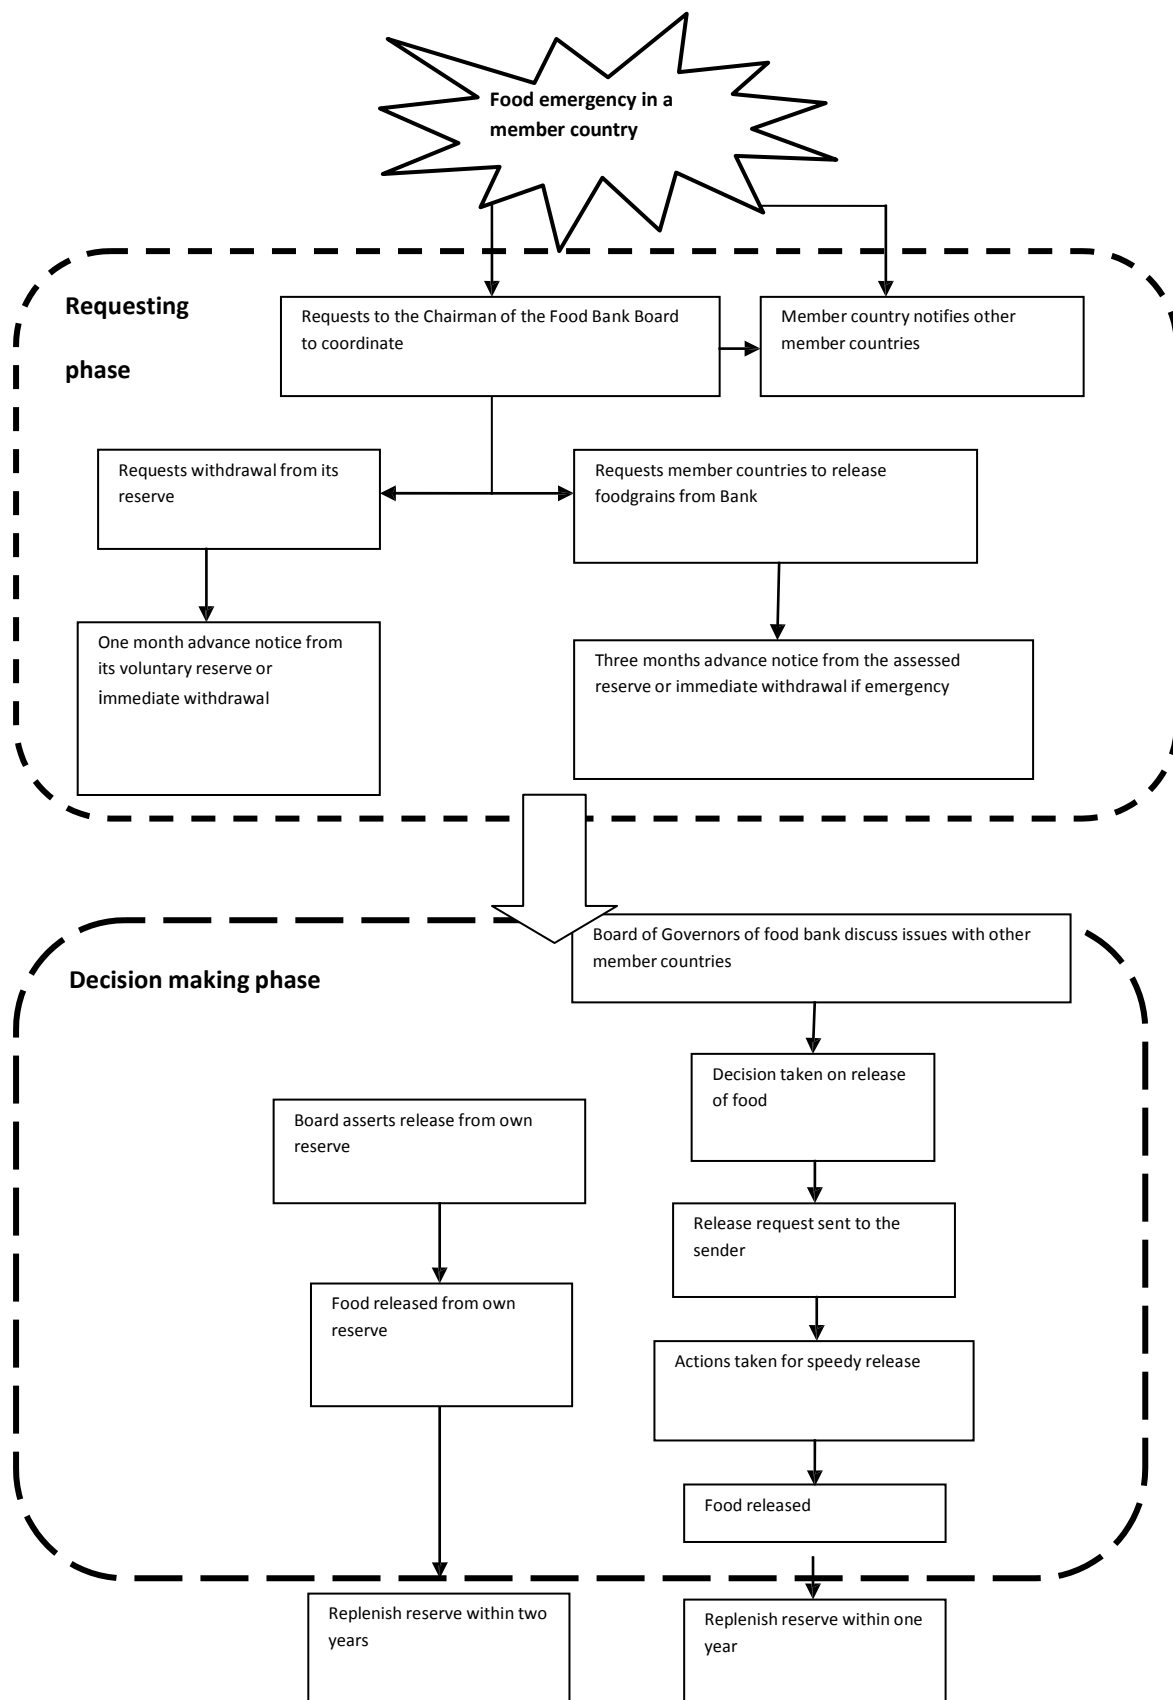 Food emergency in a
member country
Requesting
phase
Requests to the Chairman of the Food Bank Board
to coordinate
Member country notifies other
member countries
Requests withdrawal from its
reserve
Requests member countries to release
foodgrains from Bank
One month advance notice from
its voluntary reserve or
immediate withdrawal
Three months advance notice from the assessed
reserve or immediate withdrawal if emergency
Board of Governors of food bank discuss issues with other
member countries
Decision making phase
Decision taken on release
of food
Board asserts release from own
reserve
Release request sent to the
sender
Food released from own
reserve
Actions taken for speedy release
Food released
Replenish reserve within two
years
Replenish reserve within one
year